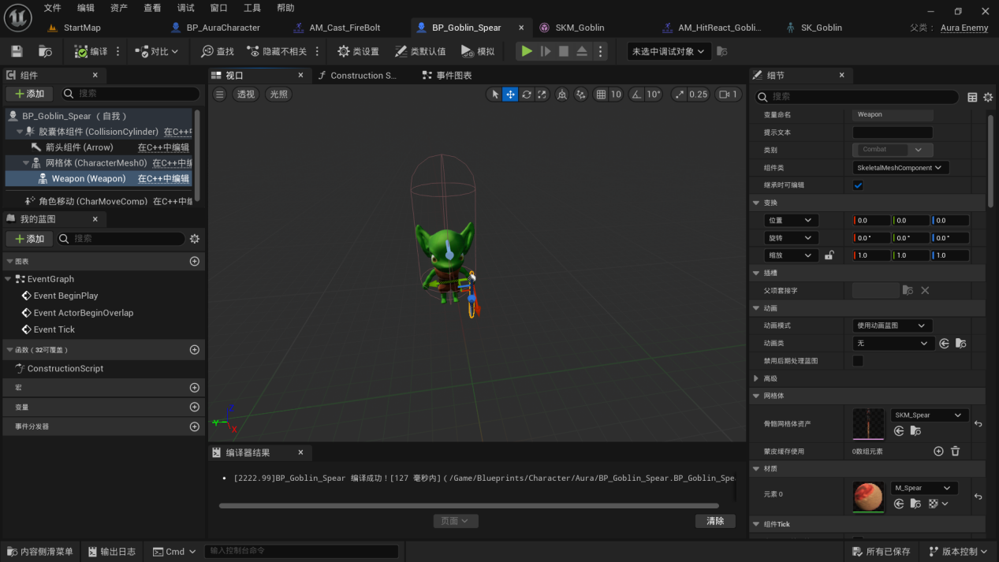 文件 编辑 资产 查看 调试 窗口 工具 帮助
StartMap BP_AuraCharacter AM_Cast_FireBolt BP_Goblin_Spear SKM_Goblin AM_HitReact_Gobli... SK_Goblin 父类： Aura Enemy
编译 对比 查找 隐藏不相关 类设置 类默认值 模拟 未选中调试对象
组件
添加 搜索
BP_Goblin_Spear （自我）
胶囊体组件 (CollisionCylinder) 在C++中
箭头组件 (Arrow) 在C++中编辑
网格体 (CharacterMesh0) 在C++中编
Weapon (Weapon) 在C++中编辑
角色移动 (CharMoveComp) 在C++中编
我的蓝图
添加 搜索
图表
EventGraph
Event BeginPlay
Event ActorBeginOverlap
Event Tick
函数（32可覆盖）
ConstructionScript
宏
变量
事件分发器
视口 Construction S... 事件图表
透视 光照 10 10° 0.25 1
Z
Y
X
编译器结果
[2222.99]BP_Goblin_Spear 编译成功！[127 毫秒内]（/Game/Blueprints/Character/Aura/BP_Goblin_Spear.BP_Goblin_Spe
页面 清除
细节
搜索
变量命名 Weapon
提示文本
类别 Combat
组件类 SkeletalMeshComponent
继承时可编辑
变换
位置 0.0 0.0 0.0
旋转 0.0° 0.0° 0.0°
缩放 1.0 1.0 1.0
插槽
父项套接字
动画
动画模式 使用动画蓝图
动画类 无
禁用后期处理蓝图
高级
网格体
骨骼网格体资产 SKM_Spear
蒙皮缓存使用 0数组元素
材质
元素 0 M_Spear
组件Tick
内容侧滑菜单 输出日志 Cmd 输入控制台命令 所有已保存 版本控制